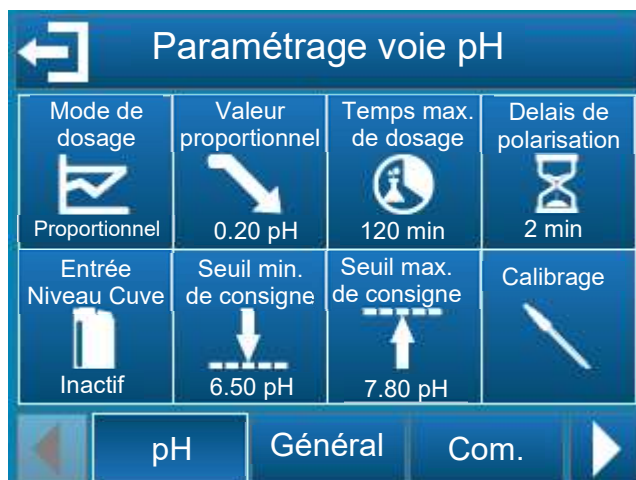 Paramétrage voie pH
Mode de
dosage
Proportionnel
Valeur
proportionnel
0.20 pH
Temps max.
de dosage
120 min
Delais de
polarisation
2 min
Entrée
Niveau Cuve
Inactif
Seuil min.
de consigne
6.50 pH
Seuil max.
de consigne
7.80 pH
Calibrage
pH
Général
Com.